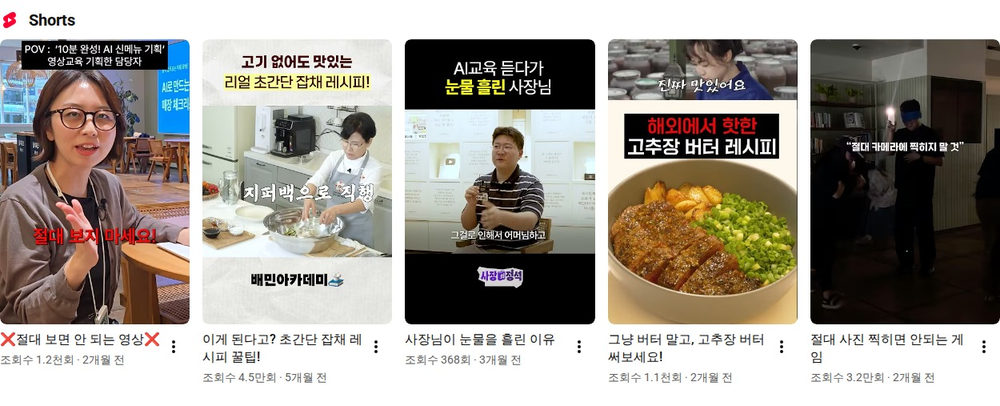 Shorts
POV : '10분 완성! AI 신메뉴 기획'
영상교육 기획한 담당자
절대 보지 마세요!
❌절대 보면 안 되는 영상❌
조회수 1.2천회 · 2개월 전
고기 없어도 맛있는
리얼 초간단 잡채 레시피!
지퍼백으로 직행
배민아카데미
이게 된다고? 초간단 잡채 레
시피 꿀팁!
조회수 4.5만회 · 5개월 전
AI교육 듣다가
눈물 흘린 사장님
그걸로 인해서 어머님하고
사장의정석
사장님이 눈물을 흘린 이유
조회수 368회 · 3개월 전
진짜 맛있어요
해외에서 핫한
고추장 버터 레시피
그냥 버터 말고, 고추장 버터
써보세요!
조회수 1.1천회 · 2개월 전
"절대 카메라에 찍히지 말 것"
절대 사진 찍히면 안되는 게
임
조회수 3.2만회 · 2개월 전